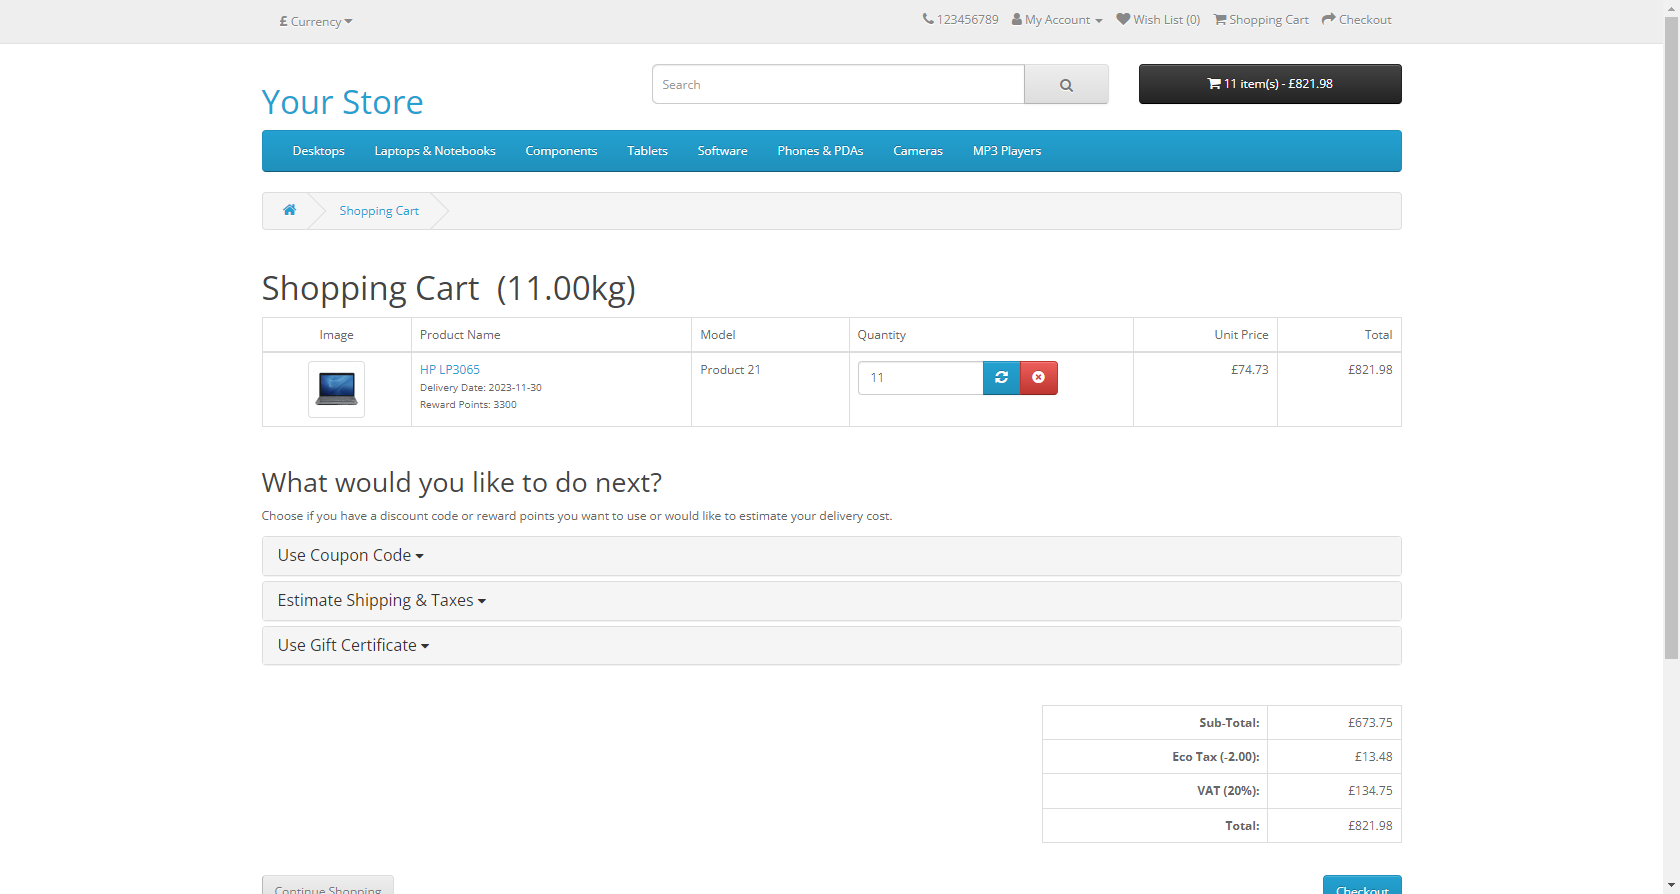 £ Currency
123456789 My Account Wish List (0) Shopping Cart Checkout
Your Store
Search
11 item(s) - £821.98
Desktops Laptops & Notebooks Components Tablets Software Phones & PDAs Cameras MP3 Players
Shopping Cart
Shopping Cart (11.00kg)
Image Product Name Model Quantity Unit Price Total
HP LP3065 Product 21 11 £74.73 £821.98
Delivery Date: 2023-11-30
Reward Points: 3300
What would you like to do next?
Choose if you have a discount code or reward points you want to use or would like to estimate your delivery cost.
Use Coupon Code
Estimate Shipping & Taxes
Use Gift Certificate
Sub-Total: £673.75
Eco Tax (-2.00): £13.48
VAT (20%): £134.75
Total: £821.98
Continue Shopping Checkout